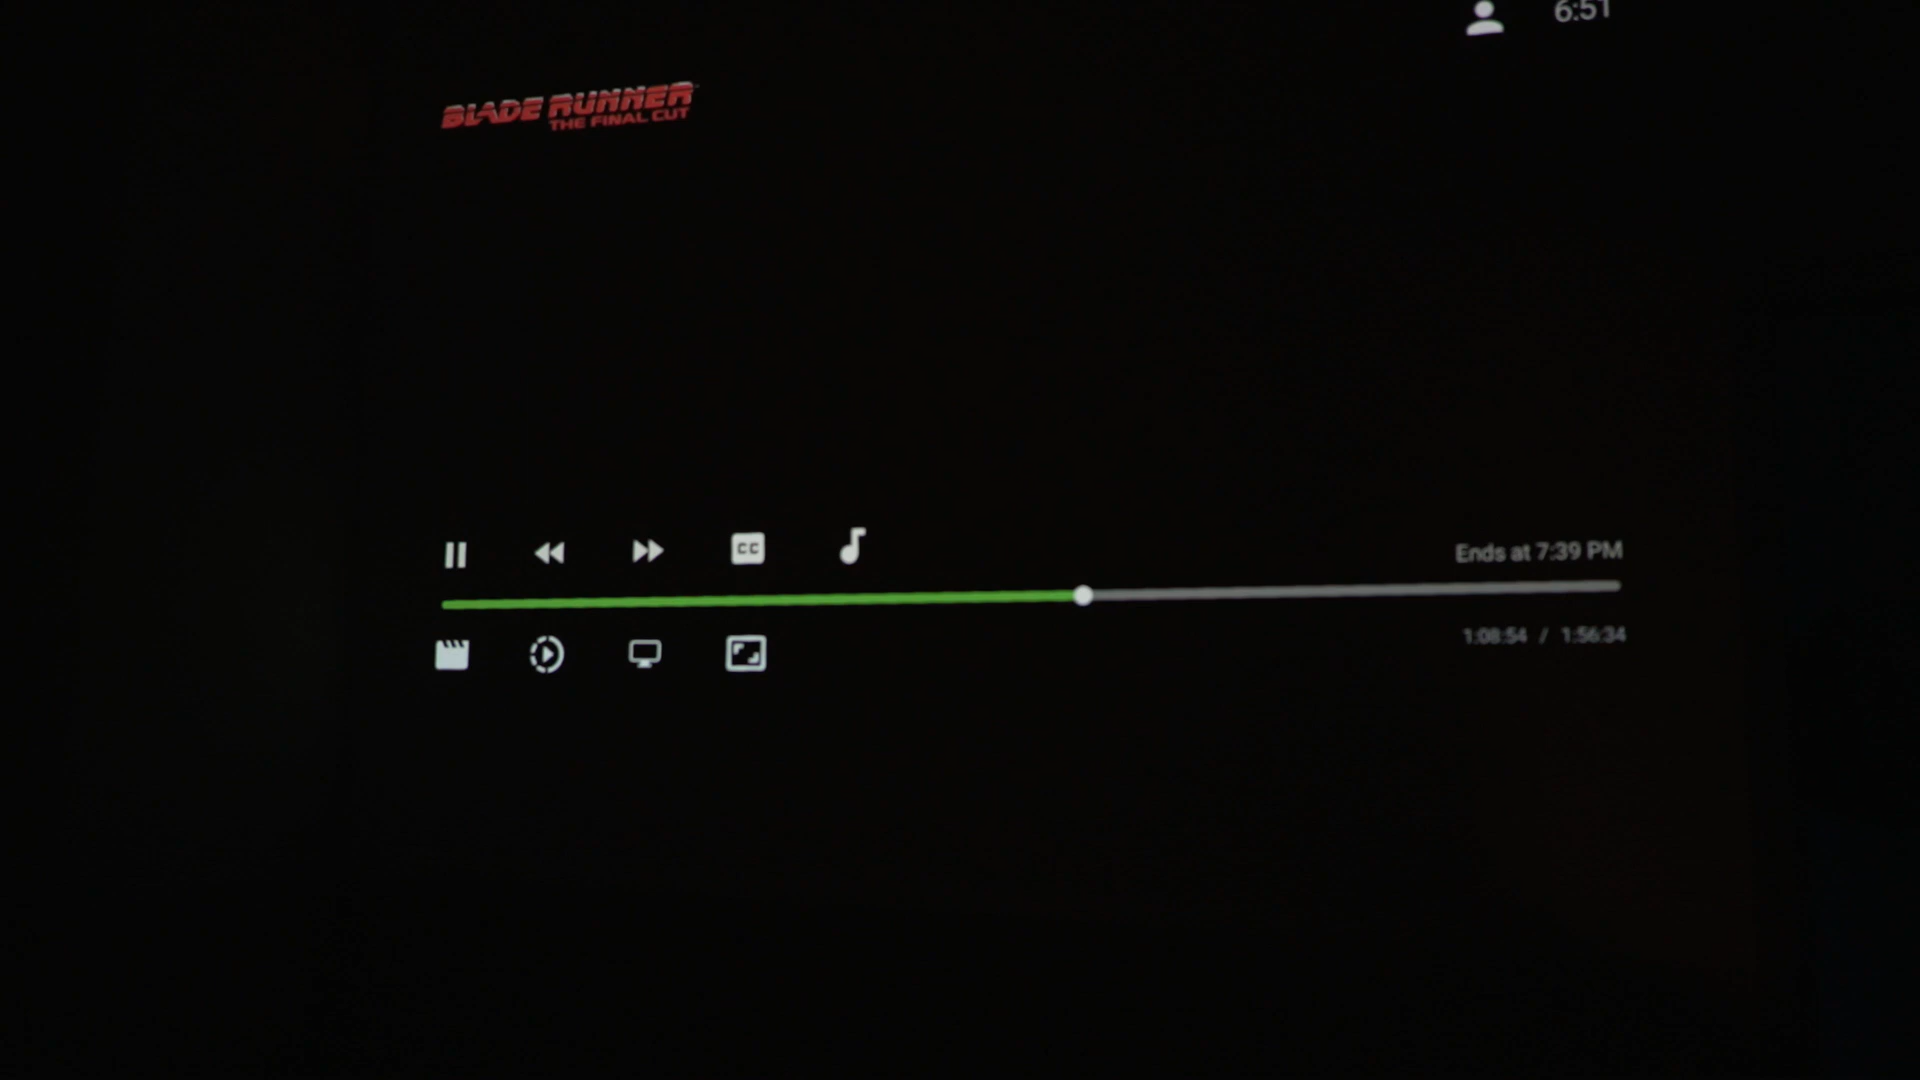 6:51
BLADE RUNNER
THE FINAL CUT
CC
Ends at 7:39 PM
1:08:54 / 1:56:34